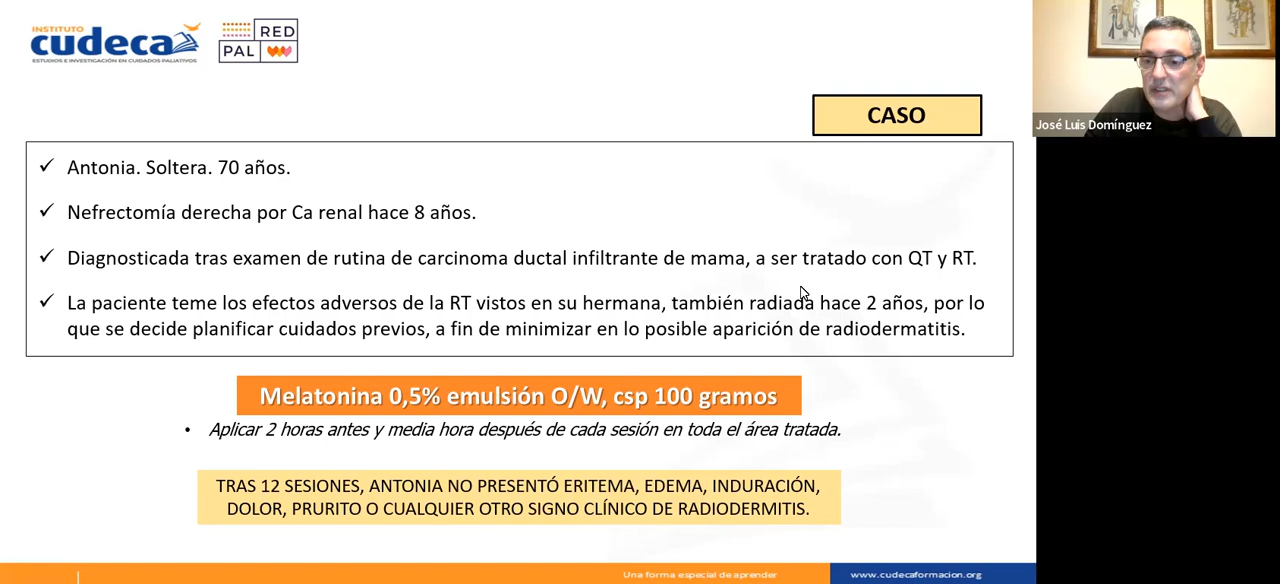 INSTITUTO
cudeca
ESTUDIOS E INVESTIGACIÓN EN CUIDADOS PALIATIVOS
RED
PAL
José Luis Domínguez
CASO
✓ Antonia. Soltera. 70 años.
✓ Nefrectomía derecha por Ca renal hace 8 años.
✓ Diagnosticada tras examen de rutina de carcinoma ductal infiltrante de mama, a ser tratado con QT y RT.
✓ La paciente teme los efectos adversos de la RT vistos en su hermana, también radiada hace 2 años, por lo
que se decide planificar cuidados previos, a fin de minimizar en lo posible aparición de radiodermatitis.
Melatonina 0,5% emulsión O/W, csp 100 gramos
• Aplicar 2 horas antes y media hora después de cada sesión en toda el área tratada.
TRAS 12 SESIONES, ANTONIA NO PRESENTÓ ERITEMA, EDEMA, INDURACIÓN,
DOLOR, PRURITO O CUALQUIER OTRO SIGNO CLÍNICO DE RADIODERMITIS.
Una forma especial de aprender
www.cudecaformacion.org